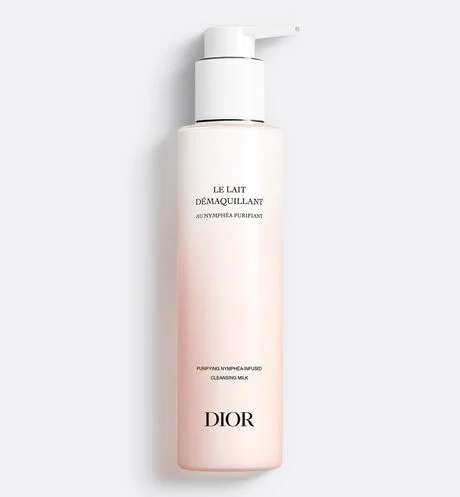 LE LAIT
DÉMAQUILLANT
AU NYMPHÉA PURIFIANT
PURIFYING NYMPHÉA-INFUSED
CLEANSING MILK
DIOR